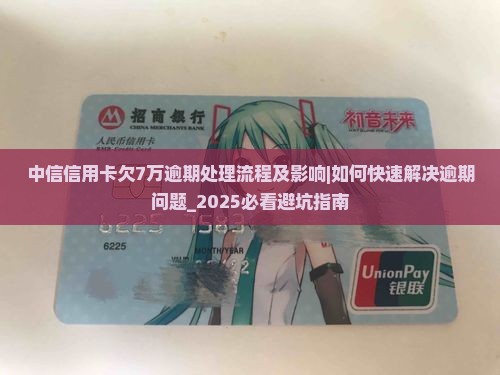 招商银行
CHINA MERCHANTS BANK
初音未来
人民币信用卡
RMB Credit Card
中信信用卡欠7万逾期处理流程及影响|如何快速解决逾期
问题_2025必看避坑指南
6225 1583
6225
MONTH/YEAR
VALID
UnionPay
银联